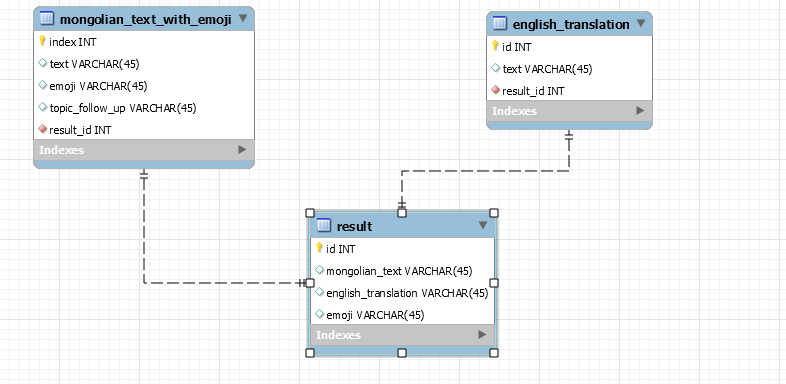 mongolian_text_with_emoji
index INT
text VARCHAR(45)
emoji VARCHAR(45)
topic_follow_up VARCHAR(45)
result_id INT
Indexes
english_translation
id INT
text VARCHAR(45)
result_id INT
Indexes
result
id INT
mongolian_text VARCHAR(45)
english_translation VARCHAR(45)
emoji VARCHAR(45)
Indexes